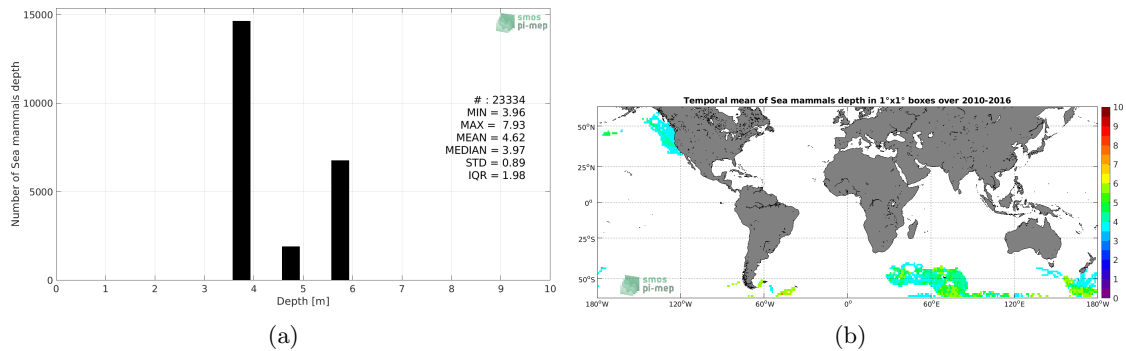 15000
10000
5000
0
Number of Sea mammals depth
smos
pi-mep
# : 23334
MIN = 3.96
MAX = 7.93
MEAN = 4.62
MEDIAN = 3.97
STD = 0.89
IQR = 1.98
0 1 2 3 4 5 6 7 8 9 10
Depth [m]
(a)
Temporal mean of Sea mammals depth in 1°x1° boxes over 2010-2016
50°N
25°N
0°
25°S
50°S
smos
pi-mep
180°W 120°W 60°W 0° 60°E 120°E 180°W
10
9
8
7
6
5
4
3
2
1
0
(b)